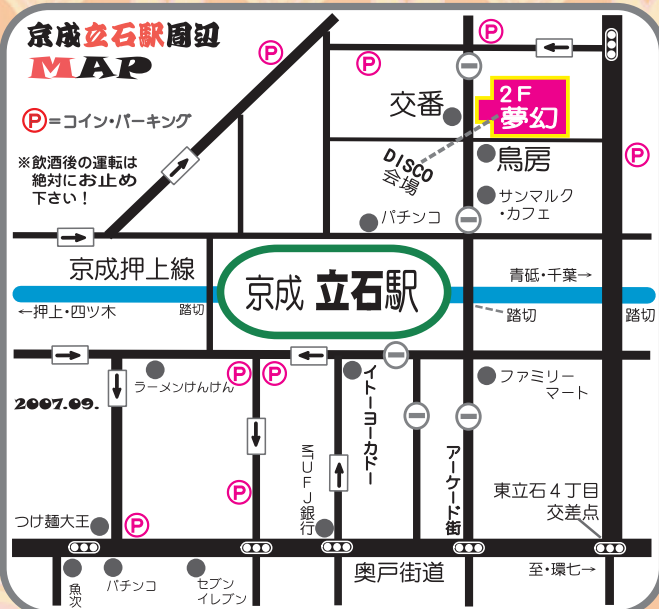 京成立石駅周辺
MAP
Ⓟ=コイン・パーキング
※飲酒後の運転は
絶対にお止め
下さい！
P
P
P
交番
2F
夢幻
DISCO
会場
鳥房
P
サンマルク
・カフェ
パチンコ
京成押上線
京成 立石駅
青砥・千葉→
←押上・四ツ木
踏切
踏切
踏切
ラーメンけんけん
P
P
イトーヨーカドー
ファミリー
マート
2007.09.
MTUFJ銀行
アーケード街
P
東立石4丁目
交差点
つけ麺大王
P
奥戸街道
至・環七→
魚次
パチンコ
セブン
イレブン